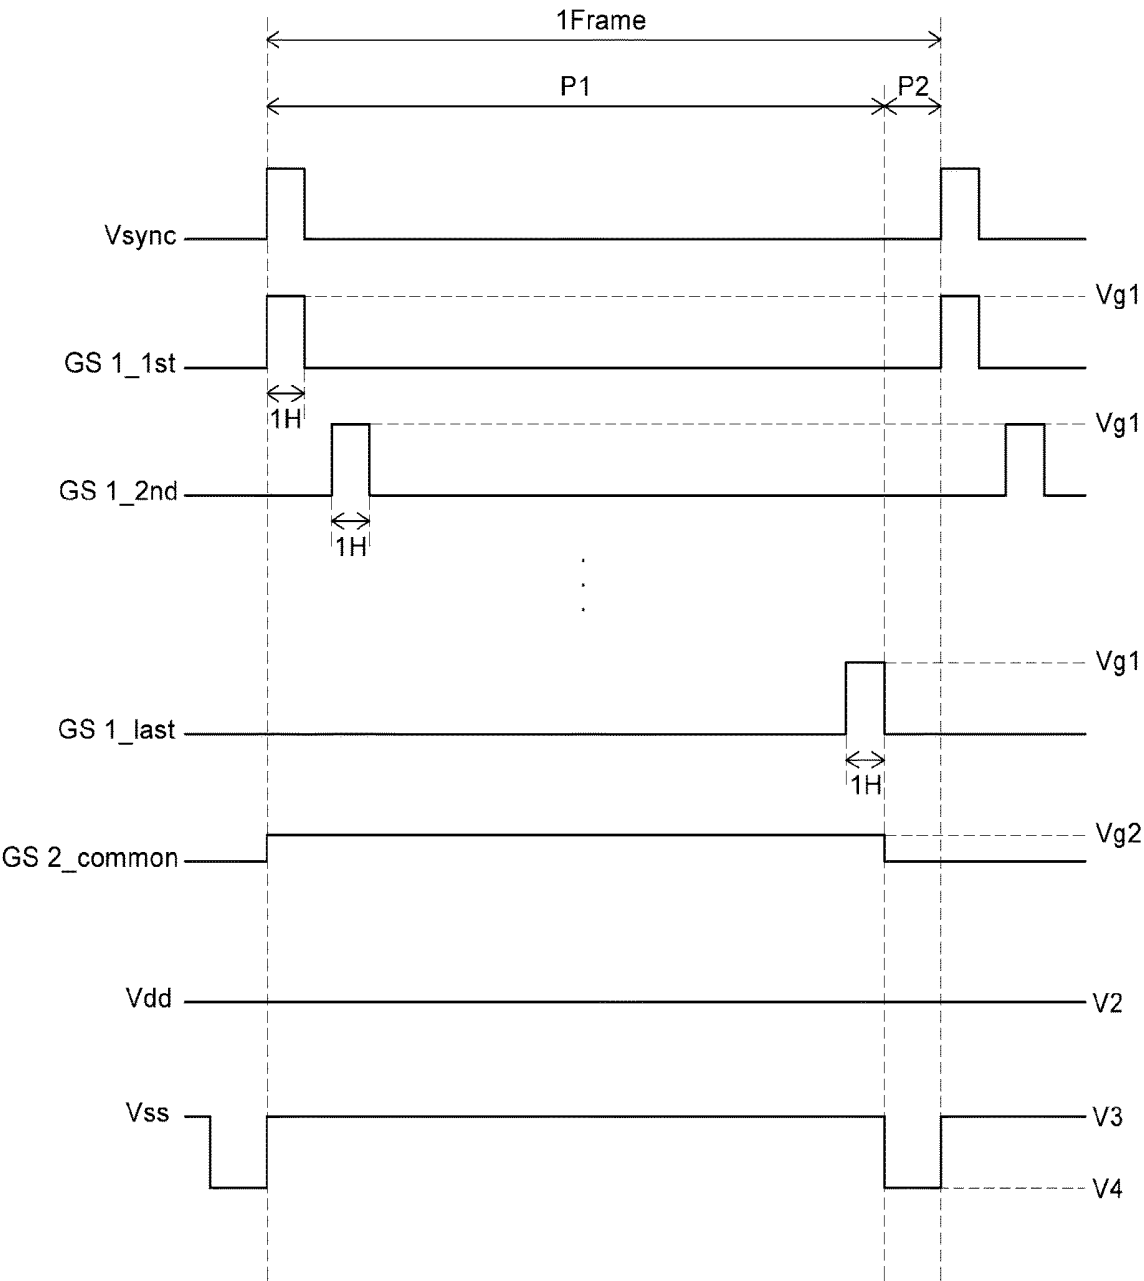 1Frame
P1 P2
Vsync
Vg1
GS 1_1st
1H
Vg1
GS 1_2nd
1H
Vg1
GS 1_last
1H
Vg2
GS 2_common
Vdd V2
Vss V3
V4